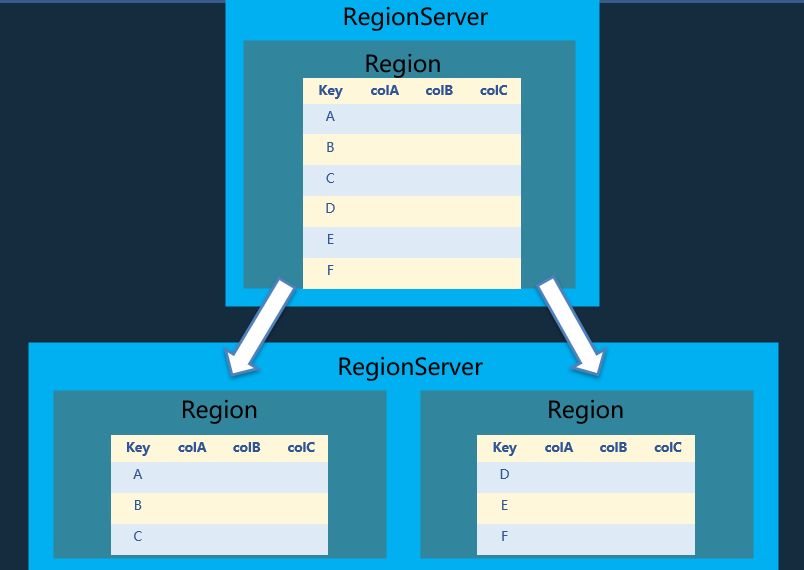 RegionServer
Region
Key colA colB colC
A
B
C
D
E
F
RegionServer
Region
Key colA colB colC
A
B
C
Region
Key colA colB colC
D
E
F